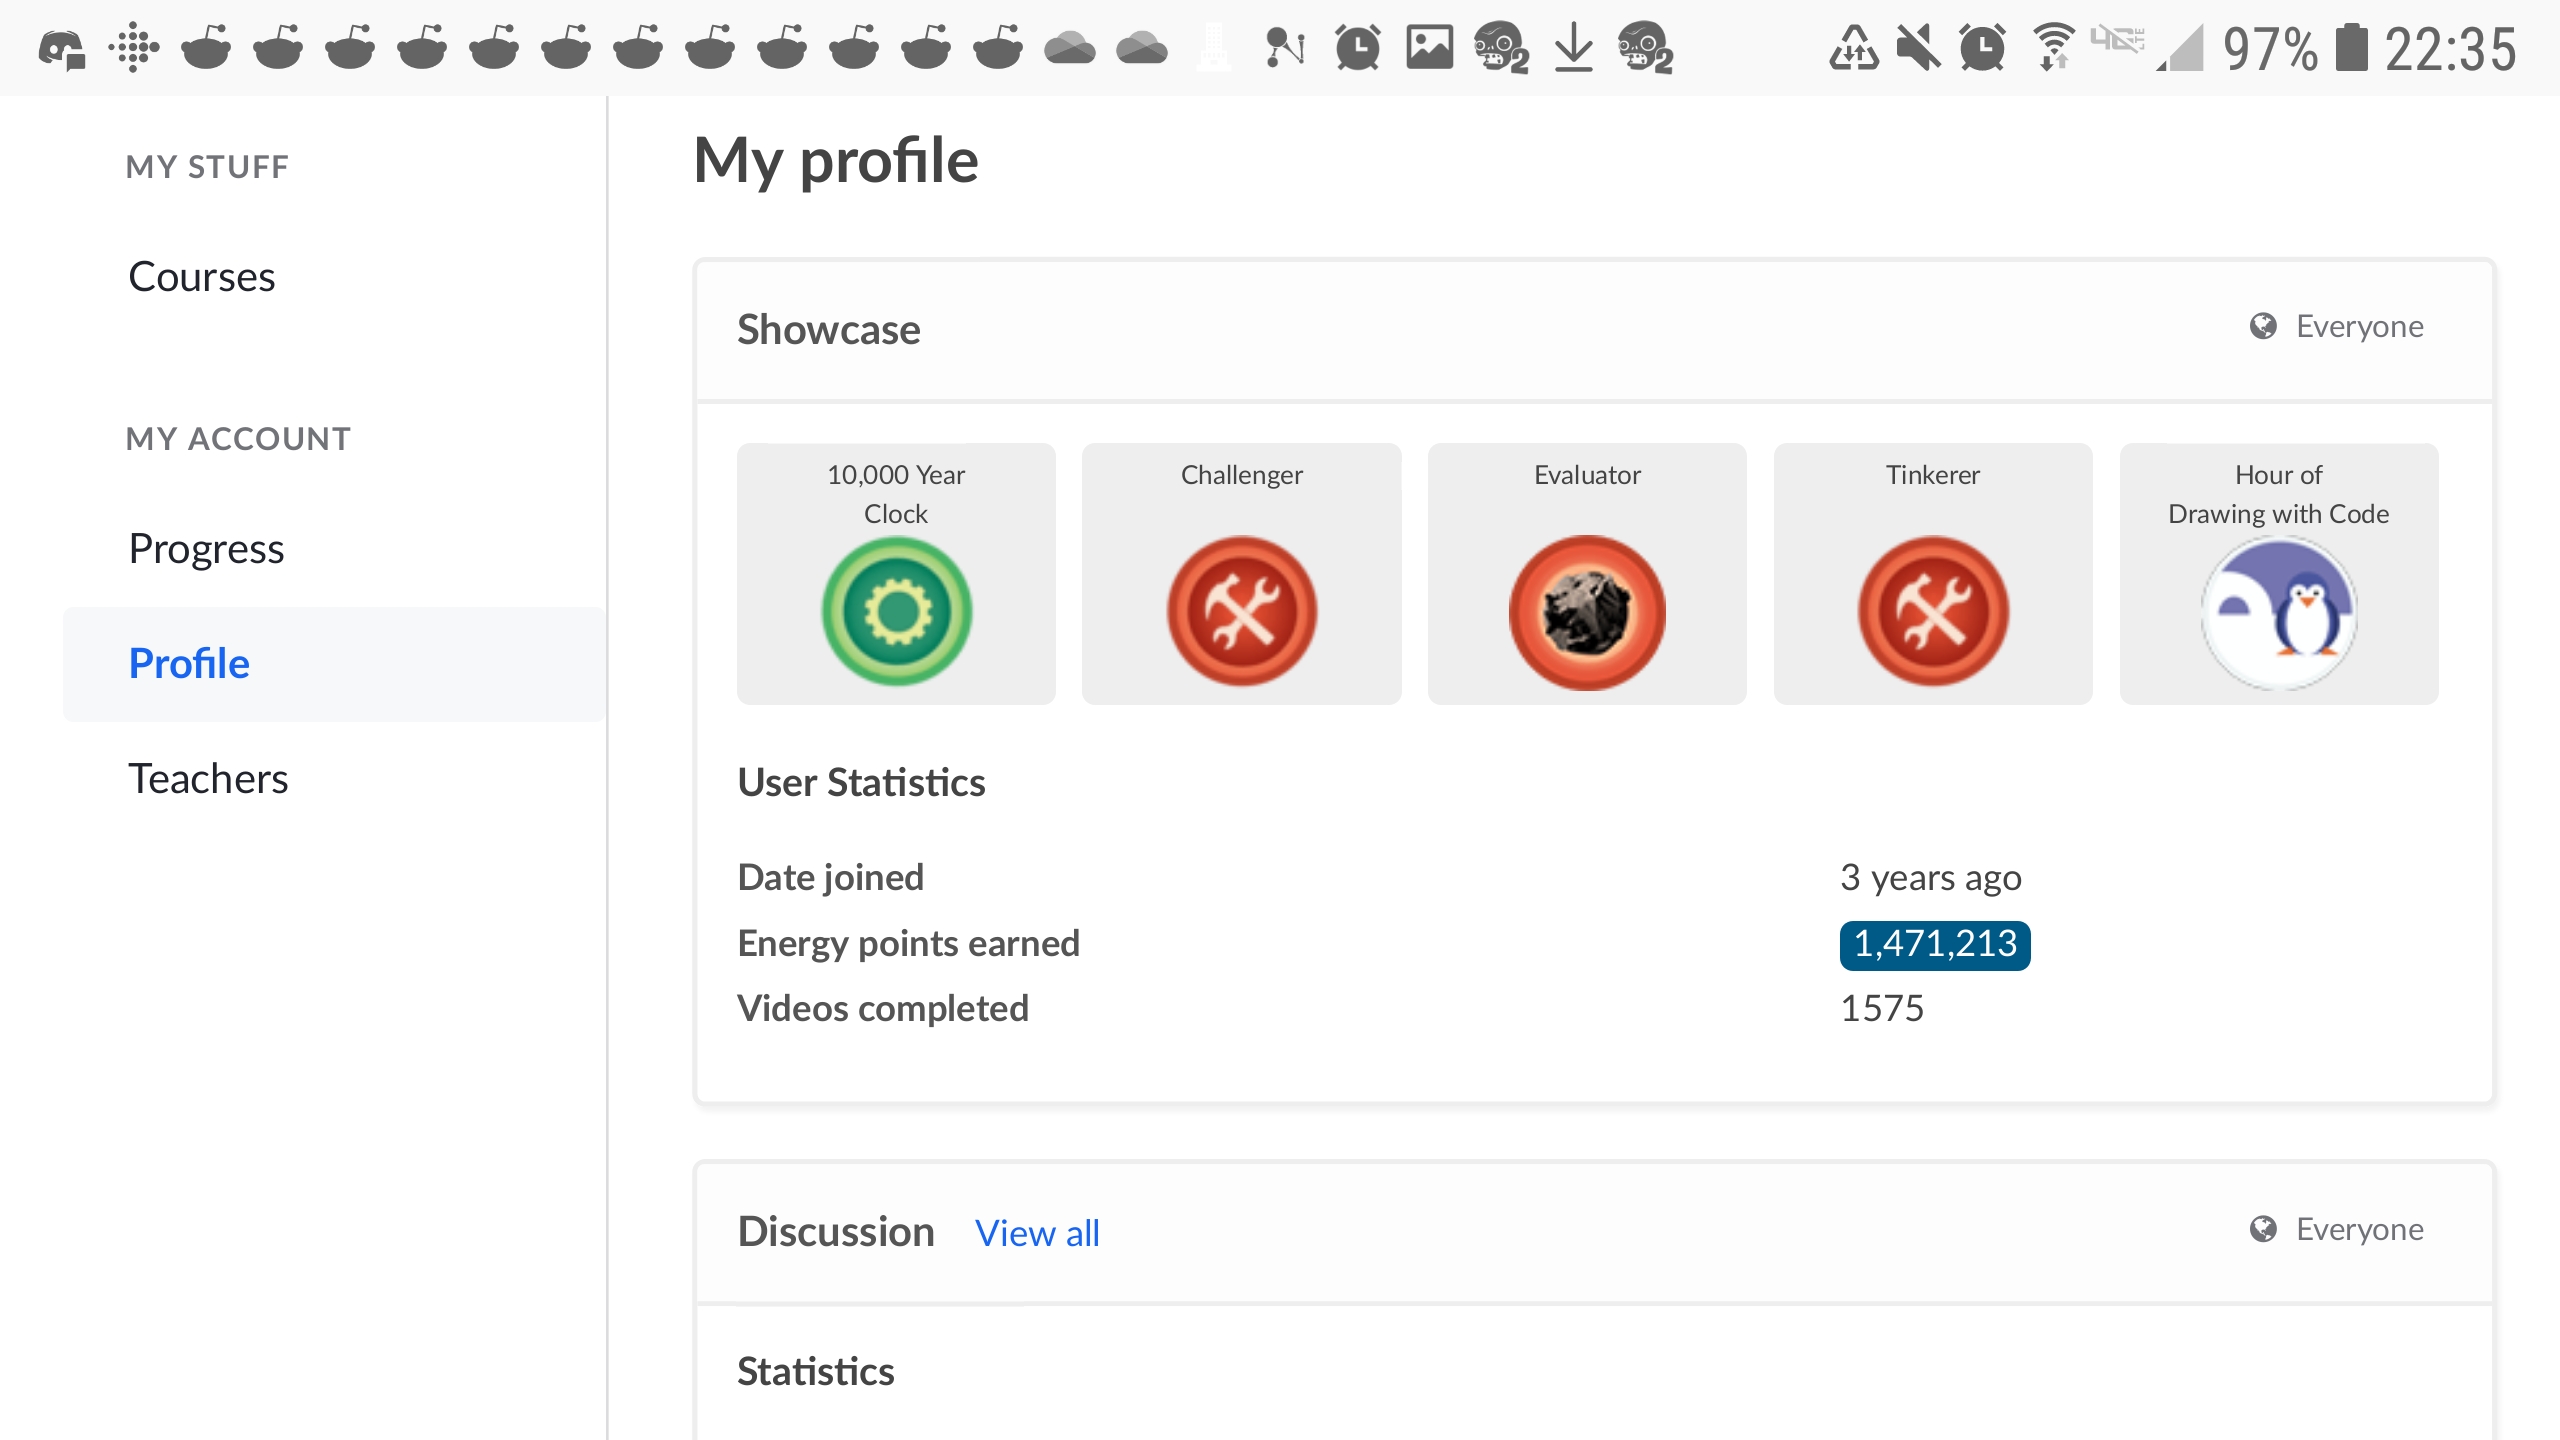 97% 22:35
MY STUFF
Courses
MY ACCOUNT
Progress
Profile
Teachers
My profile
Showcase
Everyone
10,000 Year
Clock
Challenger
Evaluator
Tinkerer
Hour of
Drawing with Code
User Statistics
Date joined 3 years ago
Energy points earned 1,471,213
Videos completed 1575
Discussion View all
Everyone
Statistics